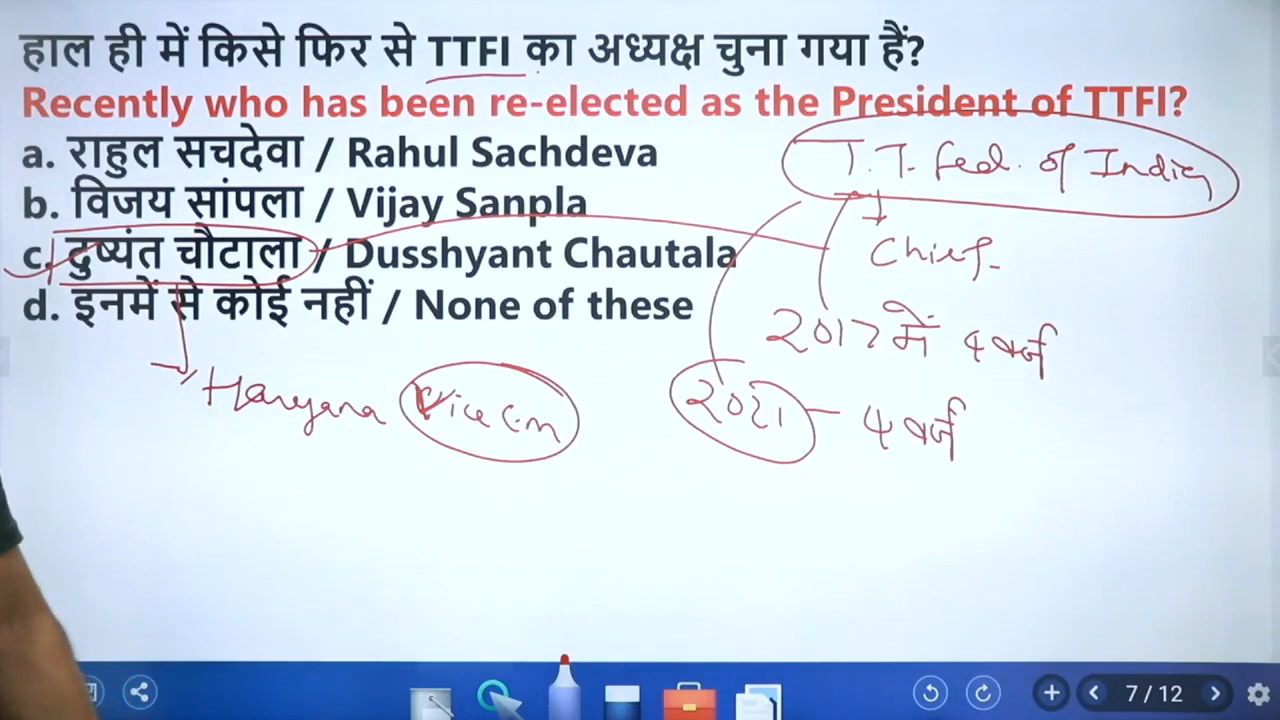 हाल ही में किसे फिर से TTFI का अध्यक्ष चुना गया हैं?
Recently who has been re-elected as the President of TTFI?
a. राहुल सचदेवा / Rahul Sachdeva
b. विजय सांपला / Vijay Sanpla
c. दुष्यंत चौटाला / Dusshyant Chautala
d. इनमें से कोई नहीं / None of these
T.T. fed. of India
Chief
2017 में 4 वर्ष
2021 - 4 वर्ष
Haryana Vice C.m
7 / 12